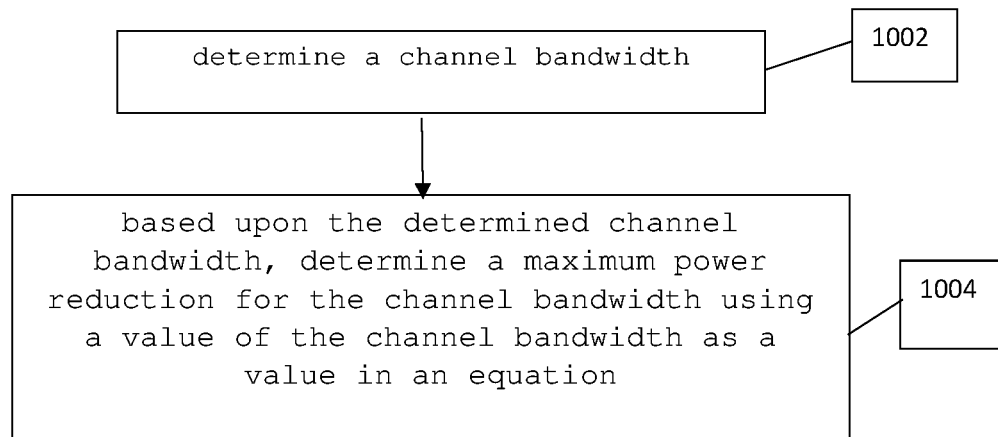 determine a channel bandwidth
1002
based upon the determined channel
bandwidth, determine a maximum power
reduction for the channel bandwidth using
a value of the channel bandwidth as a
value in an equation
1004